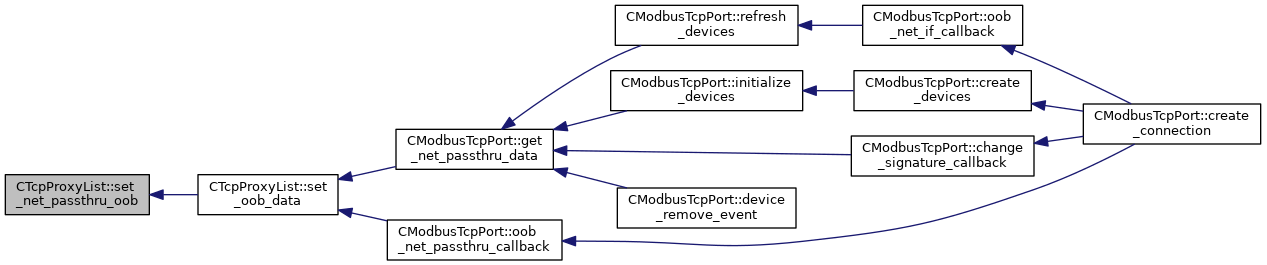 CTcpProxyList::set
_net_passthru_oob
CTcpProxyList::set
_oob_data
CModbusTcpPort::get
_net_passthru_data
CModbusTcpPort::refresh
_devices
CModbusTcpPort::oob
_net_if_callback
CModbusTcpPort::create
_connection
CModbusTcpPort::initialize
_devices
CModbusTcpPort::create
_devices
CModbusTcpPort::change
_signature_callback
CModbusTcpPort::device
_remove_event
CModbusTcpPort::oob
_net_passthru_callback